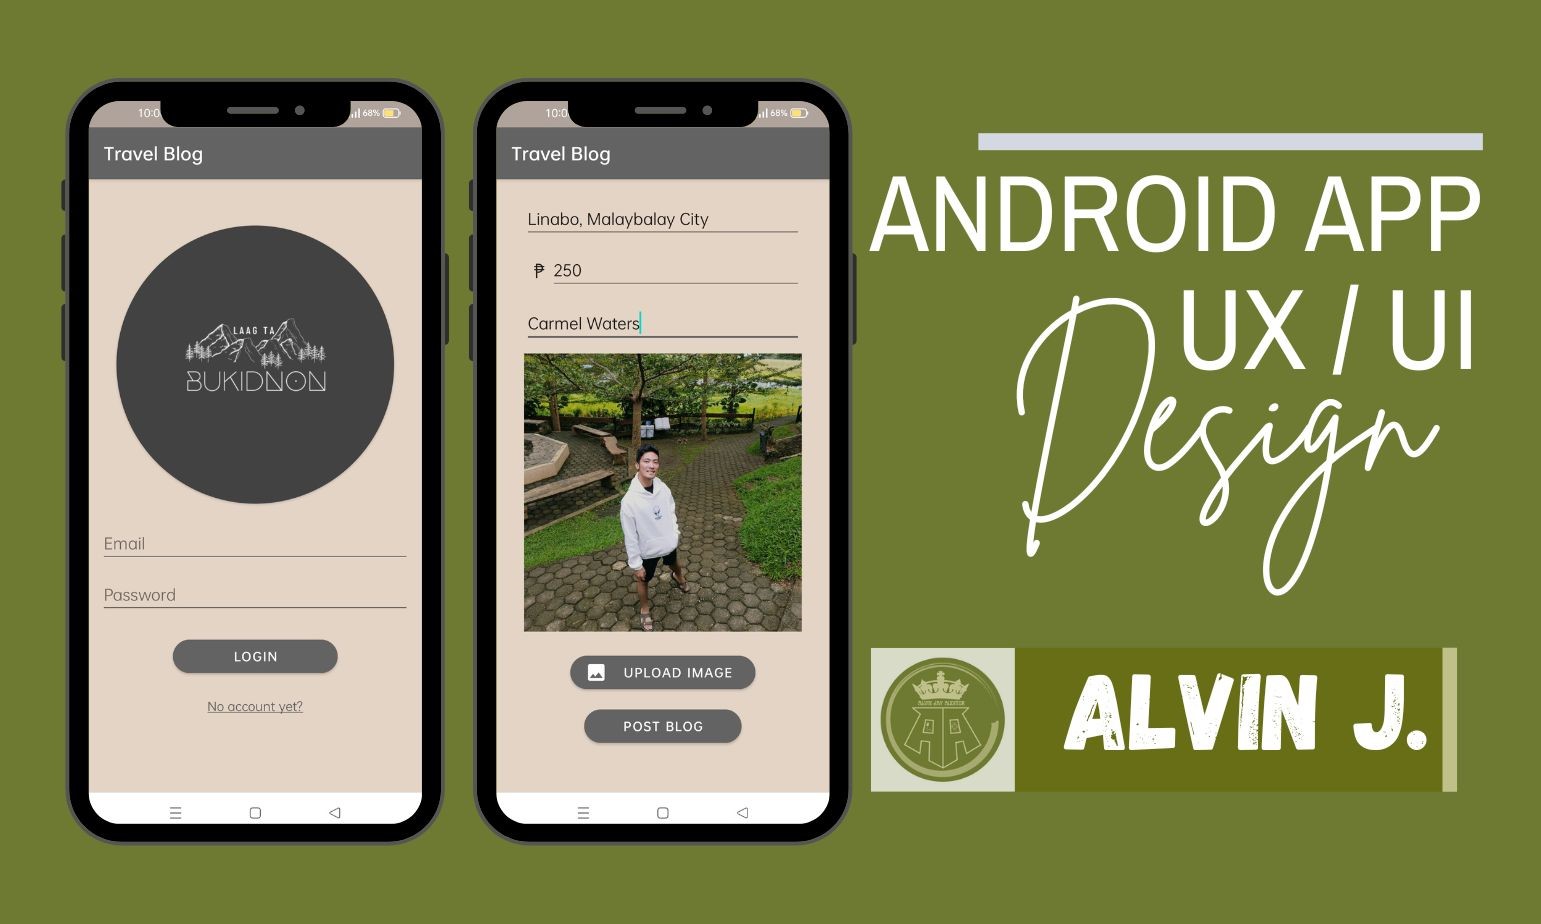 10:0
68%
Travel Blog
LAAG TA
BUKIDNON
Email
Password
LOGIN
No account yet?
10:0
68%
Travel Blog
Linabo, Malaybalay City
₱ 250
Carmel Waters
UPLOAD IMAGE
POST BLOG
ANDROID APP
UX / UI
Design
ALVIN J.